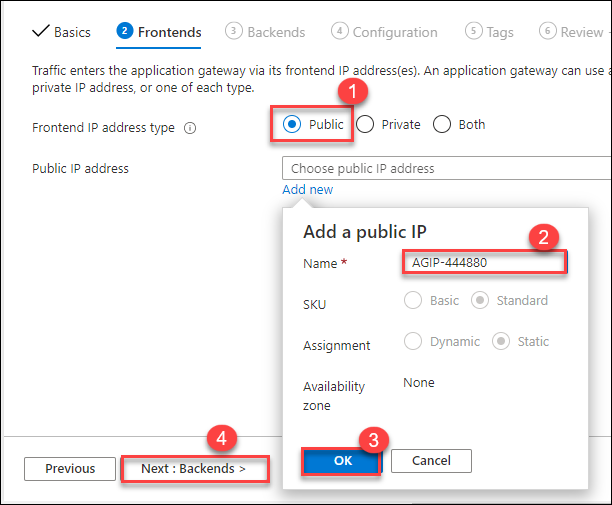 Basics 2 Frontends 3 Backends 4 Configuration 5 Tags 6 Review
Traffic enters the application gateway via its frontend IP address(es). An application gateway can use a
private IP address, or one of each type.
1
Frontend IP address type Public Private Both
Public IP address Choose public IP address
Add new
Add a public IP
2
Name * AGIP-444880
SKU Basic Standard
Assignment Dynamic Static
Availability None
zone
3
OK Cancel
4
Previous Next : Backends >